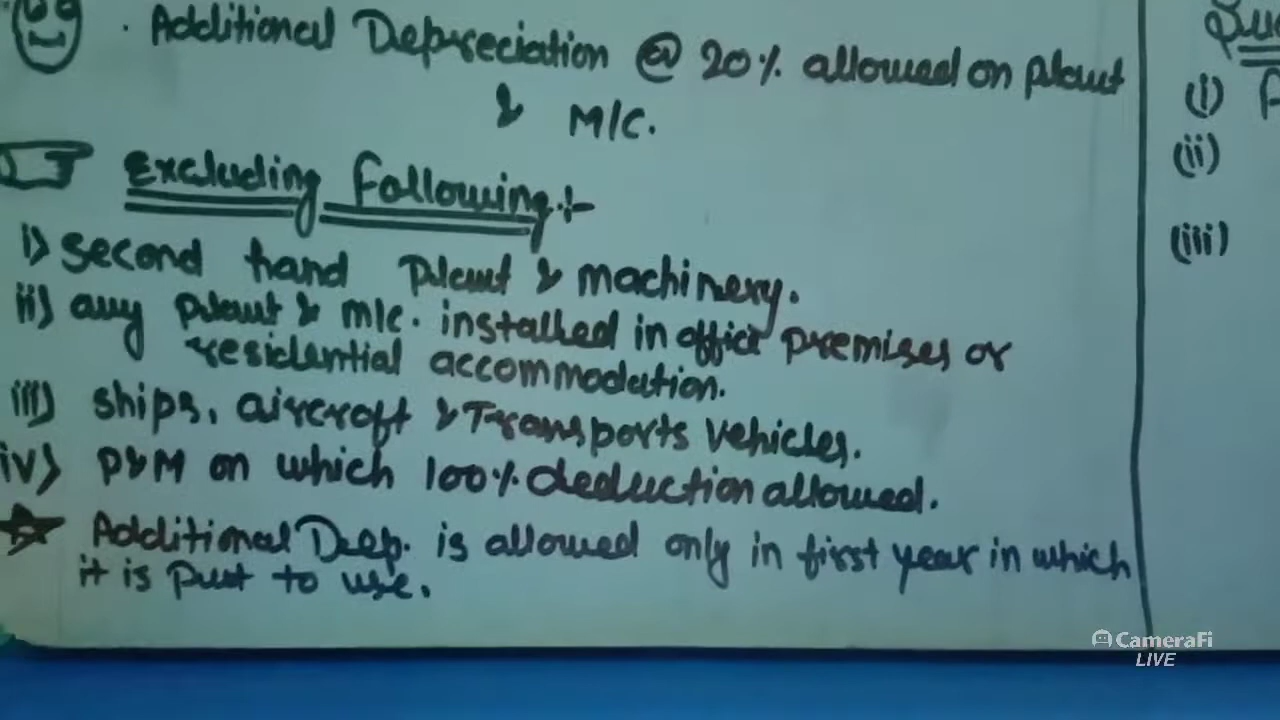 . Additional Depreciation @ 20% allowed on Plant
& M/C.
Excluding Following:-
i) Second hand Plant & machinery.
ii) any Plant & m/c. installed in office premises or
residential accommodation.
iii) ships, aircroft & Transports vehicles.
iv) P&M on which 100% deduction allowed.
Additional Dep. is allowed only in first year in which
it is Put to use.
(i)
(ii)
(iii)
CameraFi
LIVE